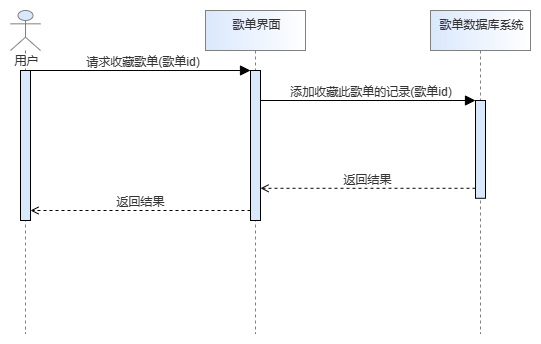 歌单界面
歌单数据库系统
用户
请求收藏歌单(歌单id)
添加收藏此歌单的记录(歌单id)
返回结果
返回结果